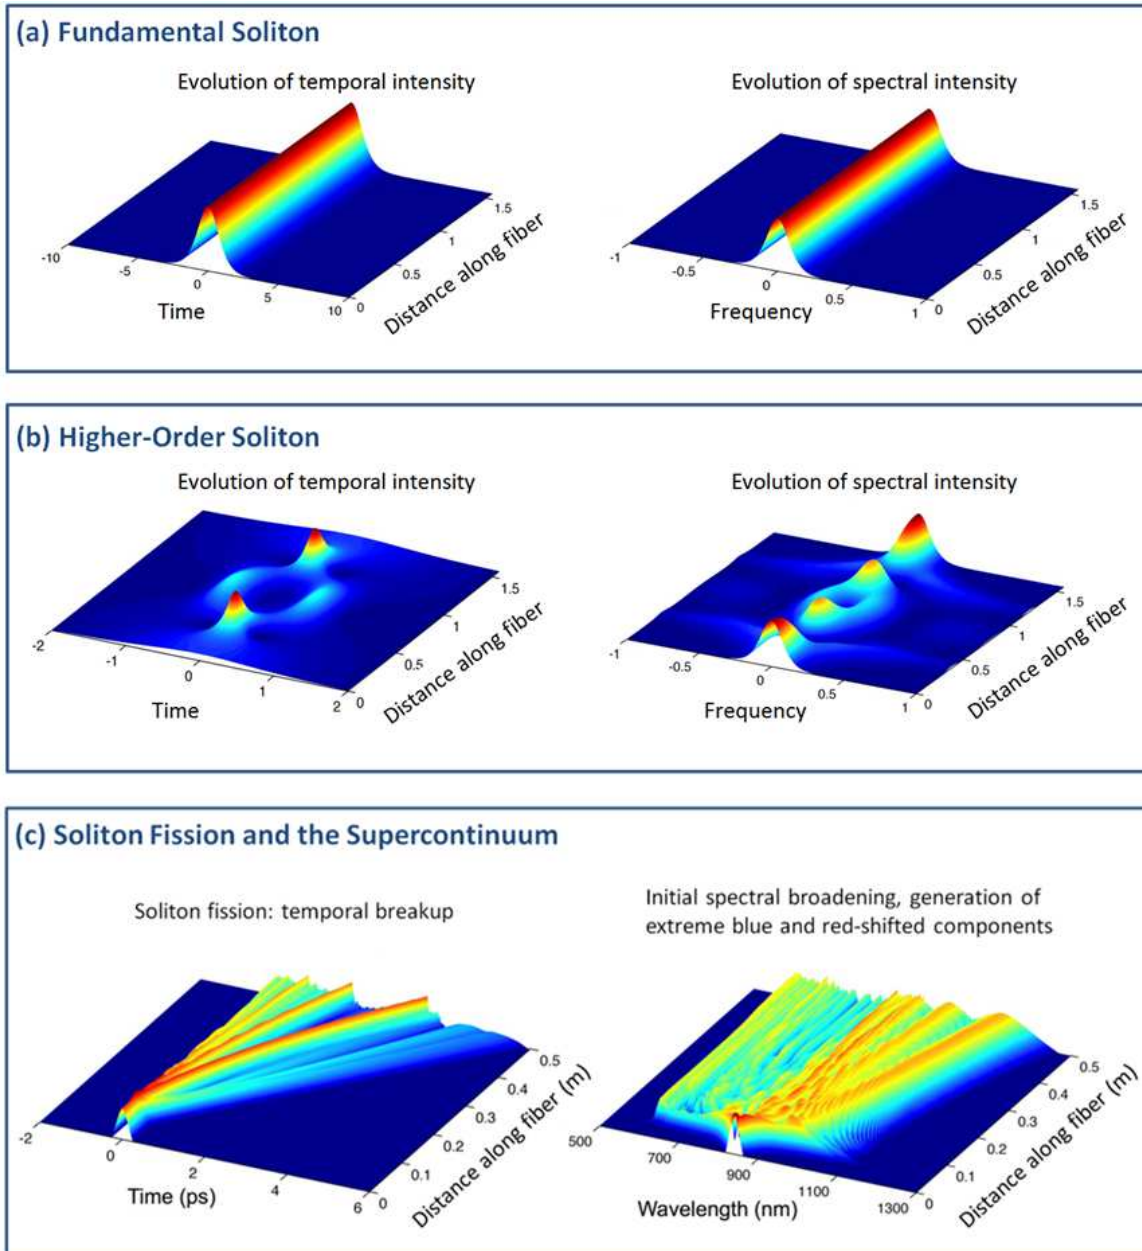 (a) Fundamental Soliton
Evolution of temporal intensity
Evolution of spectral intensity
-10
-5
0
5
10
Time
0
0.5
1
1.5
Distance along fiber
-1
-0.5
0
0.5
1
Frequency
0
0.5
1
1.5
Distance along fiber
(b) Higher-Order Soliton
Evolution of temporal intensity
Evolution of spectral intensity
-2
-1
0
1
2
Time
0
0.5
1
1.5
Distance along fiber
-1
-0.5
0
0.5
1
Frequency
0
0.5
1
1.5
Distance along fiber
(c) Soliton Fission and the Supercontinuum
Soliton fission: temporal breakup
Initial spectral broadening, generation of
extreme blue and red-shifted components
-2
0
2
4
6
Time (ps)
0
0.1
0.2
0.3
0.4
0.5
Distance along fiber (m)
500
700
900
1100
1300
Wavelength (nm)
0
0.1
0.2
0.3
0.4
0.5
Distance along fiber (m)